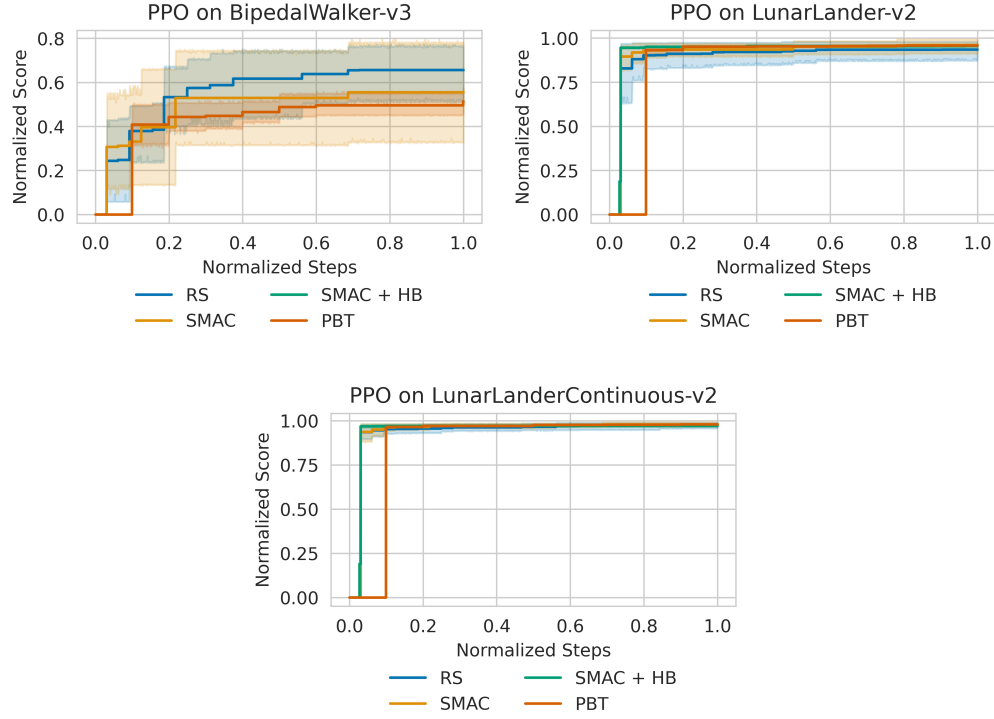 PPO on BipedalWalker-v3
Normalized Score
0.8
0.6
0.4
0.2
0.0
0.0 0.2 0.4 0.6 0.8 1.0
Normalized Steps
RS SMAC + HB
SMAC PBT
PPO on LunarLander-v2
Normalized Score
1.00
0.75
0.50
0.25
0.00
0.0 0.2 0.4 0.6 0.8 1.0
Normalized Steps
RS SMAC + HB
SMAC PBT
PPO on LunarLanderContinuous-v2
Normalized Score
1.00
0.75
0.50
0.25
0.00
0.0 0.2 0.4 0.6 0.8 1.0
Normalized Steps
RS SMAC + HB
SMAC PBT